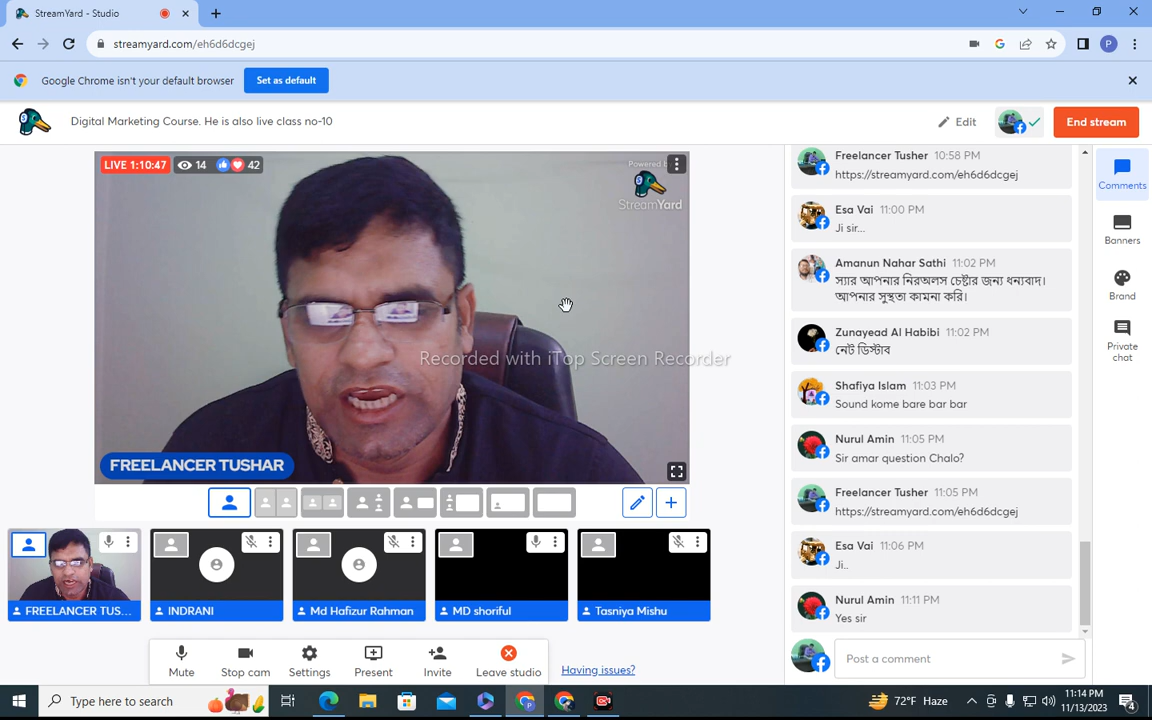 StreamYard - Studio
streamyard.com/eh6d6dcgej
P
Google Chrome isn't your default browser
Set as default
Digital Marketing Course. He is also live class no-10
Edit
End stream
LIVE 1:10:47
14
42
Powered by
StreamYard
Recorded with iTop Screen Recorder
FREELANCER TUSHAR
FREELANCER TUS...
INDRANI
Md Hafizur Rahman
MD shoriful
Tasniya Mishu
Mute
Stop cam
Settings
Present
Invite
Leave studio
Having issues?
Freelancer Tusher 10:58 PM
https://streamyard.com/eh6d6dcgej
Esa Vai 11:00 PM
Ji sir...
Amanun Nahar Sathi 11:02 PM
স্যার আপনার নিরঅলস চেষ্টার জন্য ধন্যবাদ।
আপনার সুস্থতা কামনা করি।
Zunayead Al Habibi 11:02 PM
নেট ডিস্টাব
Shafiya Islam 11:03 PM
Sound kome bare bar bar
Nurul Amin 11:05 PM
Sir amar question Chalo?
Freelancer Tusher 11:05 PM
https://streamyard.com/eh6d6dcgej
Esa Vai 11:06 PM
Ji..
Nurul Amin 11:11 PM
Yes sir
Post a comment
Comments
Banners
Brand
Private
chat
Type here to search
72°F Haze
11:14 PM
11/13/2023
4